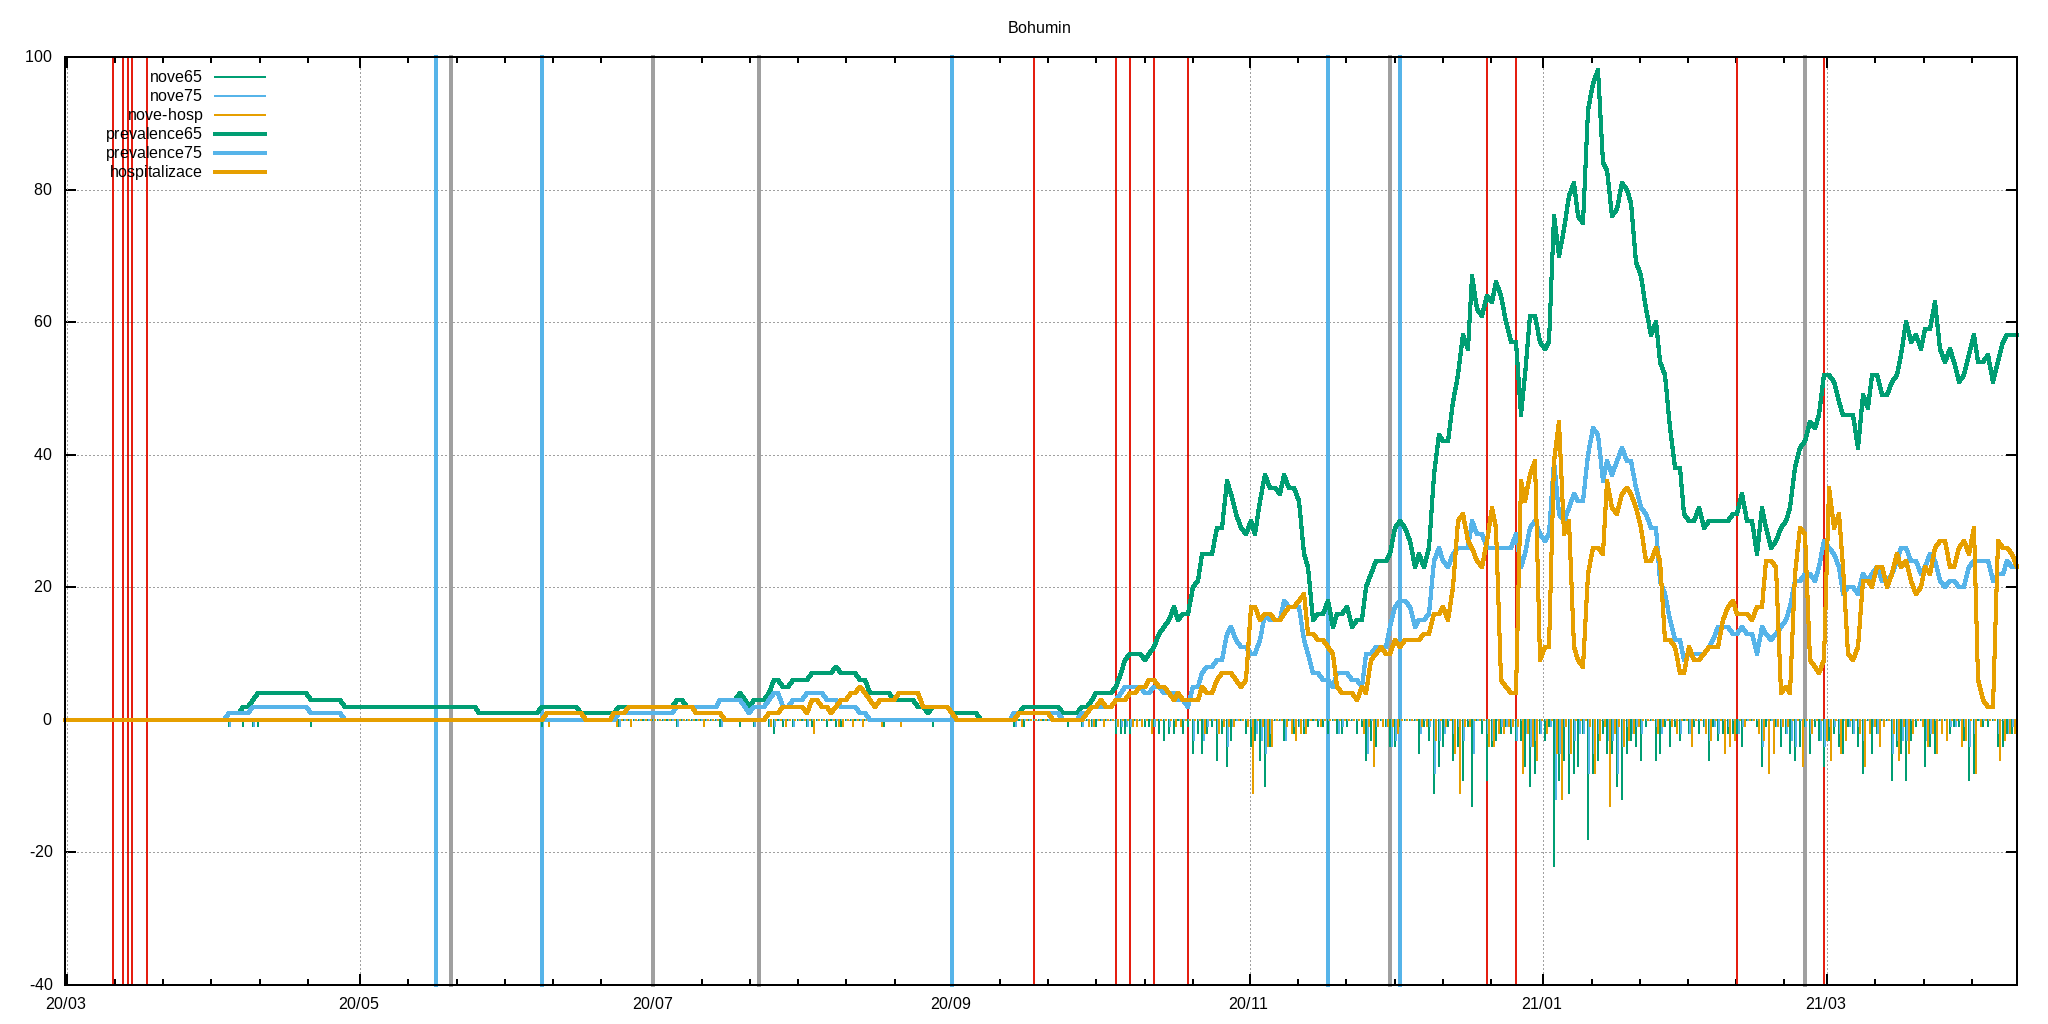 Bohumin
100
80
60
40
20
0
-20
-40
nove65
nove75
nove-hosp
prevalence65
prevalence75
hospitalizace
20/03 20/05 20/07 20/09 20/11 21/01 21/03